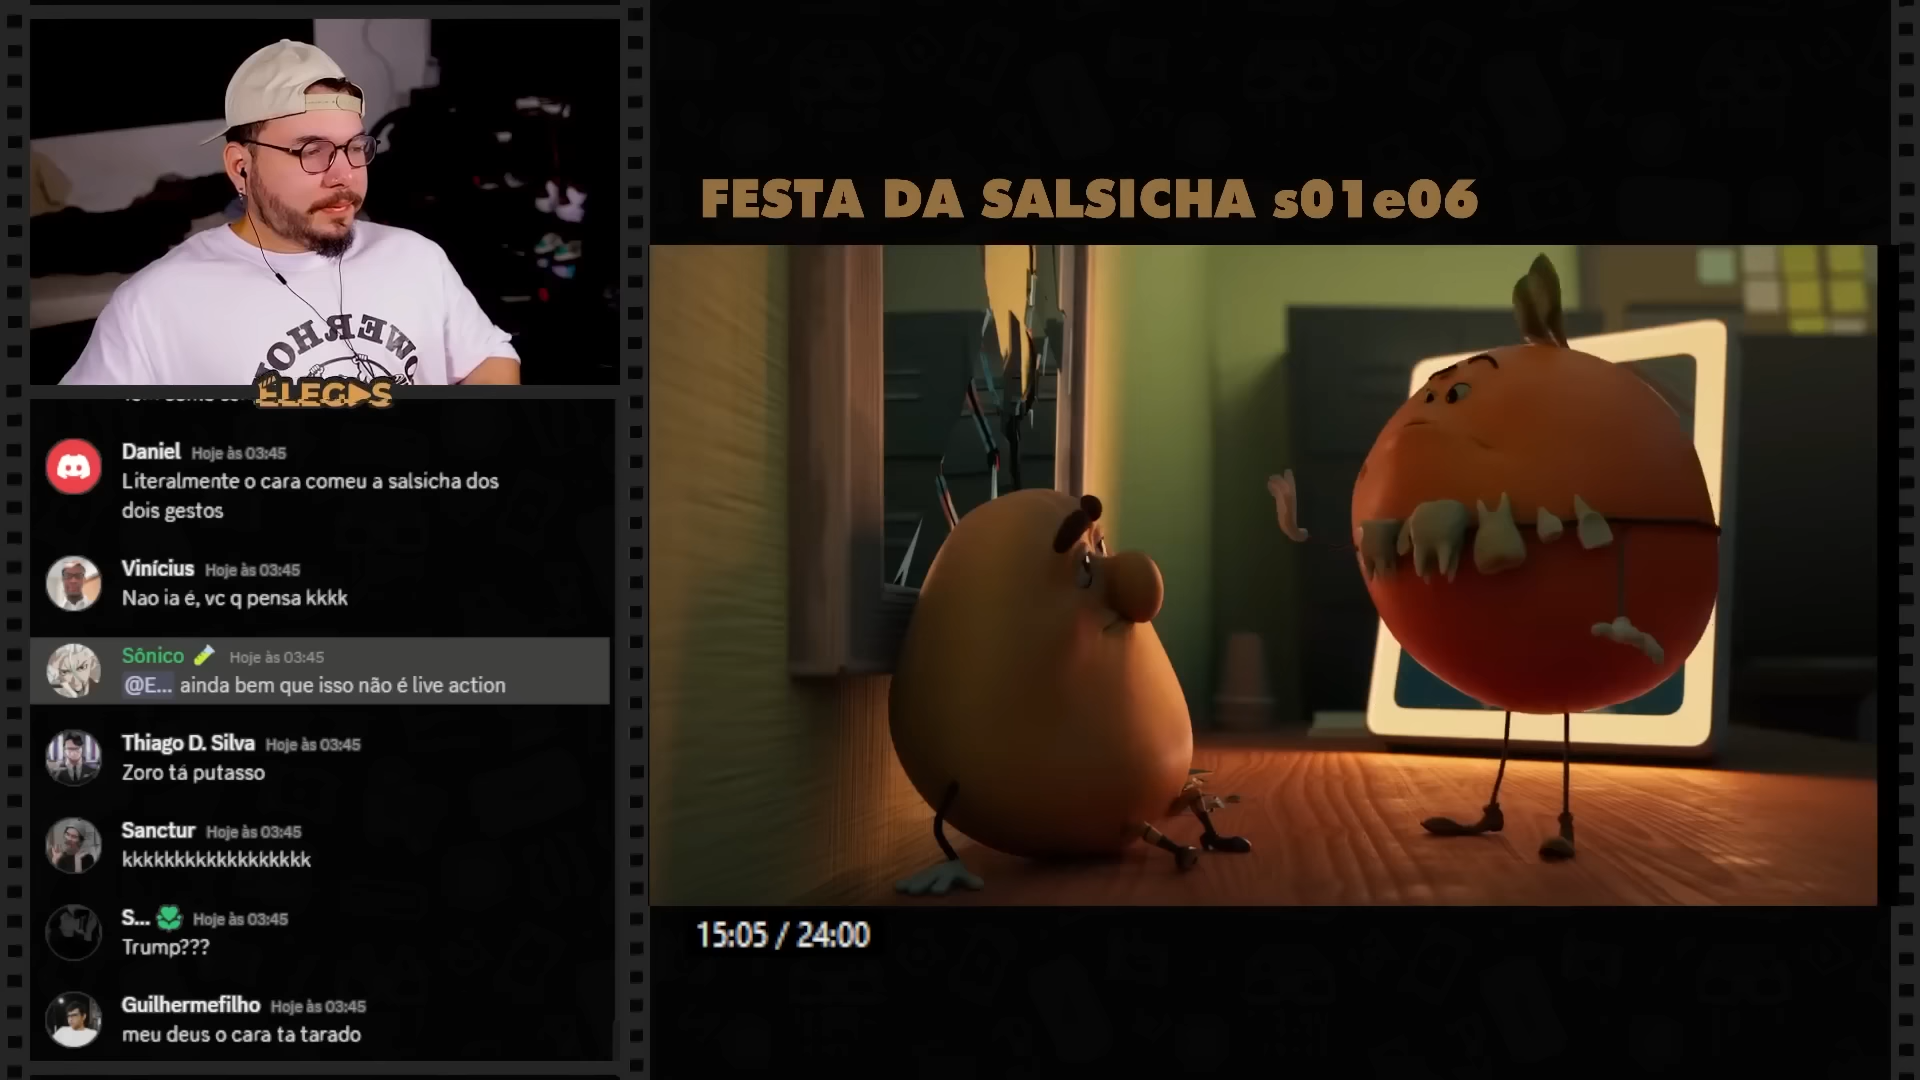 FESTA DA SALSICHA s01e06
OWERHO
ELEG▶S
Daniel Hoje às 03:45
Literalmente o cara comeu a salsicha dos
dois gestos
Vinícius Hoje às 03:45
Nao ia é, vc q pensa kkkk
Sônico Hoje às 03:45
@E... ainda bem que isso não é live action
Thiago D. Silva Hoje às 03:45
Zoro tá putasso
Sanctur Hoje às 03:45
kkkkkkkkkkkkkkkkkk
S... Hoje às 03:45
Trump???
Guilhermefilho Hoje às 03:45
meu deus o cara ta tarado
15:05 / 24:00